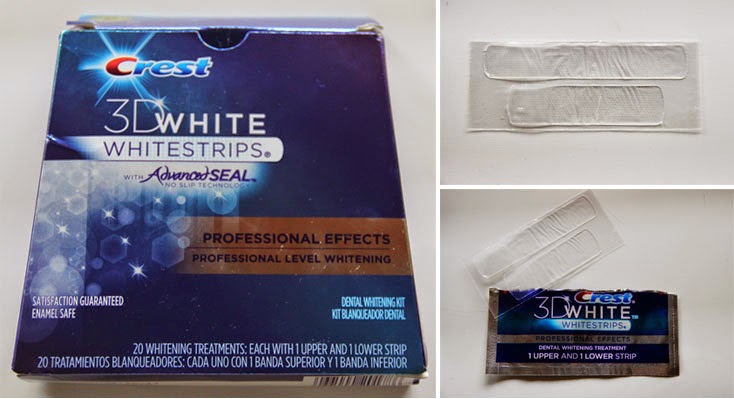 Crest
3D WHITE
WHITESTRIPS®
WITH Advanced SEAL™
NO SLIP TECHNOLOGY
PROFESSIONAL EFFECTS
PROFESSIONAL LEVEL WHITENING
SATISFACTION GUARANTEED
ENAMEL SAFE
DENTAL WHITENING KIT
KIT BLANQUEADOR DENTAL
20 WHITENING TREATMENTS: EACH WITH 1 UPPER AND 1 LOWER STRIP
20 TRATAMIENTOS BLANQUEADORES: CADA UNO CON 1 BANDA SUPERIOR Y 1 BANDA INFERIOR
Crest
3D WHITE™
WHITESTRIPS®
PROFESSIONAL EFFECTS
DENTAL WHITENING TREATMENT
1 UPPER AND 1 LOWER STRIP